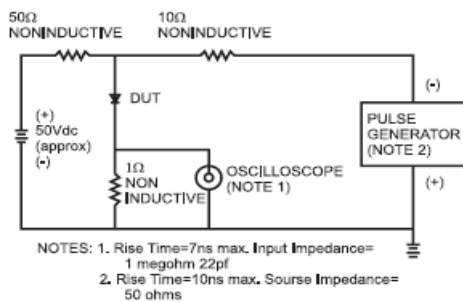 50Ω
NONINDUCTIVE
10Ω
NONINDUCTIVE
(+)
50Vdc
(approx)
(-)
DUT
1Ω
NON
INDUCTIVE
OSCILLOSCOPE
(NOTE 1)
(-)
PULSE
GENERATOR
(NOTE 2)
(+)
NOTES: 1. Rise Time=7ns max. Input Impedance=
1 megohm 22pf
2. Rise Time=10ns max. Sourse Impedance=
50 ohms